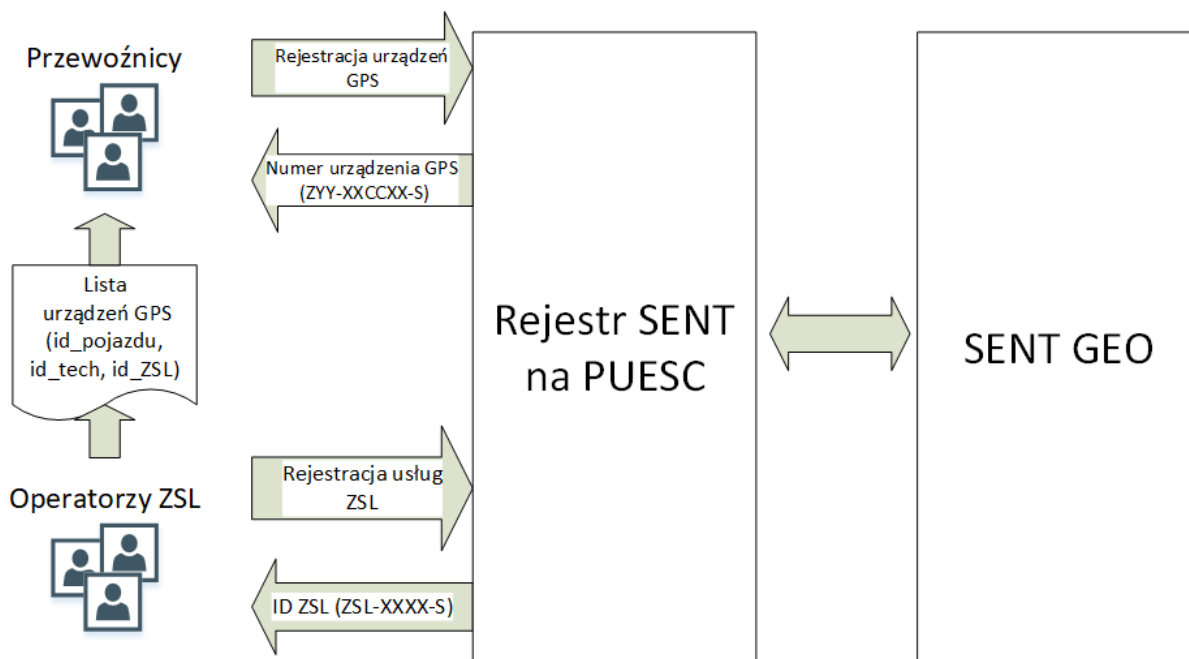 Przewoźnicy
Rejestracja urządzeń
GPS
Numer urządzenia GPS
(ZYY-XXCCXX-S)
Lista
urządzeń GPS
(id_pojazdu,
id_tech, id_ZSL)
Operatorzy ZSL
Rejestracja usług
ZSL
ID ZSL (ZSL-XXXX-S)
Rejestr SENT
na PUESC
SENT GEO